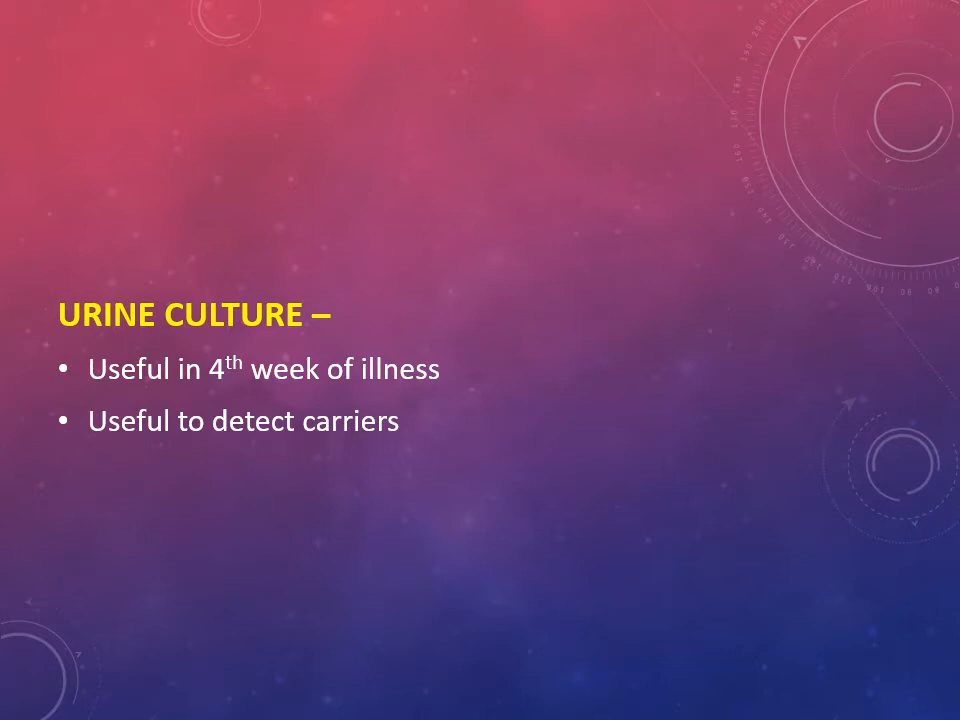 URINE CULTURE –
• Useful in 4th week of illness
• Useful to detect carriers